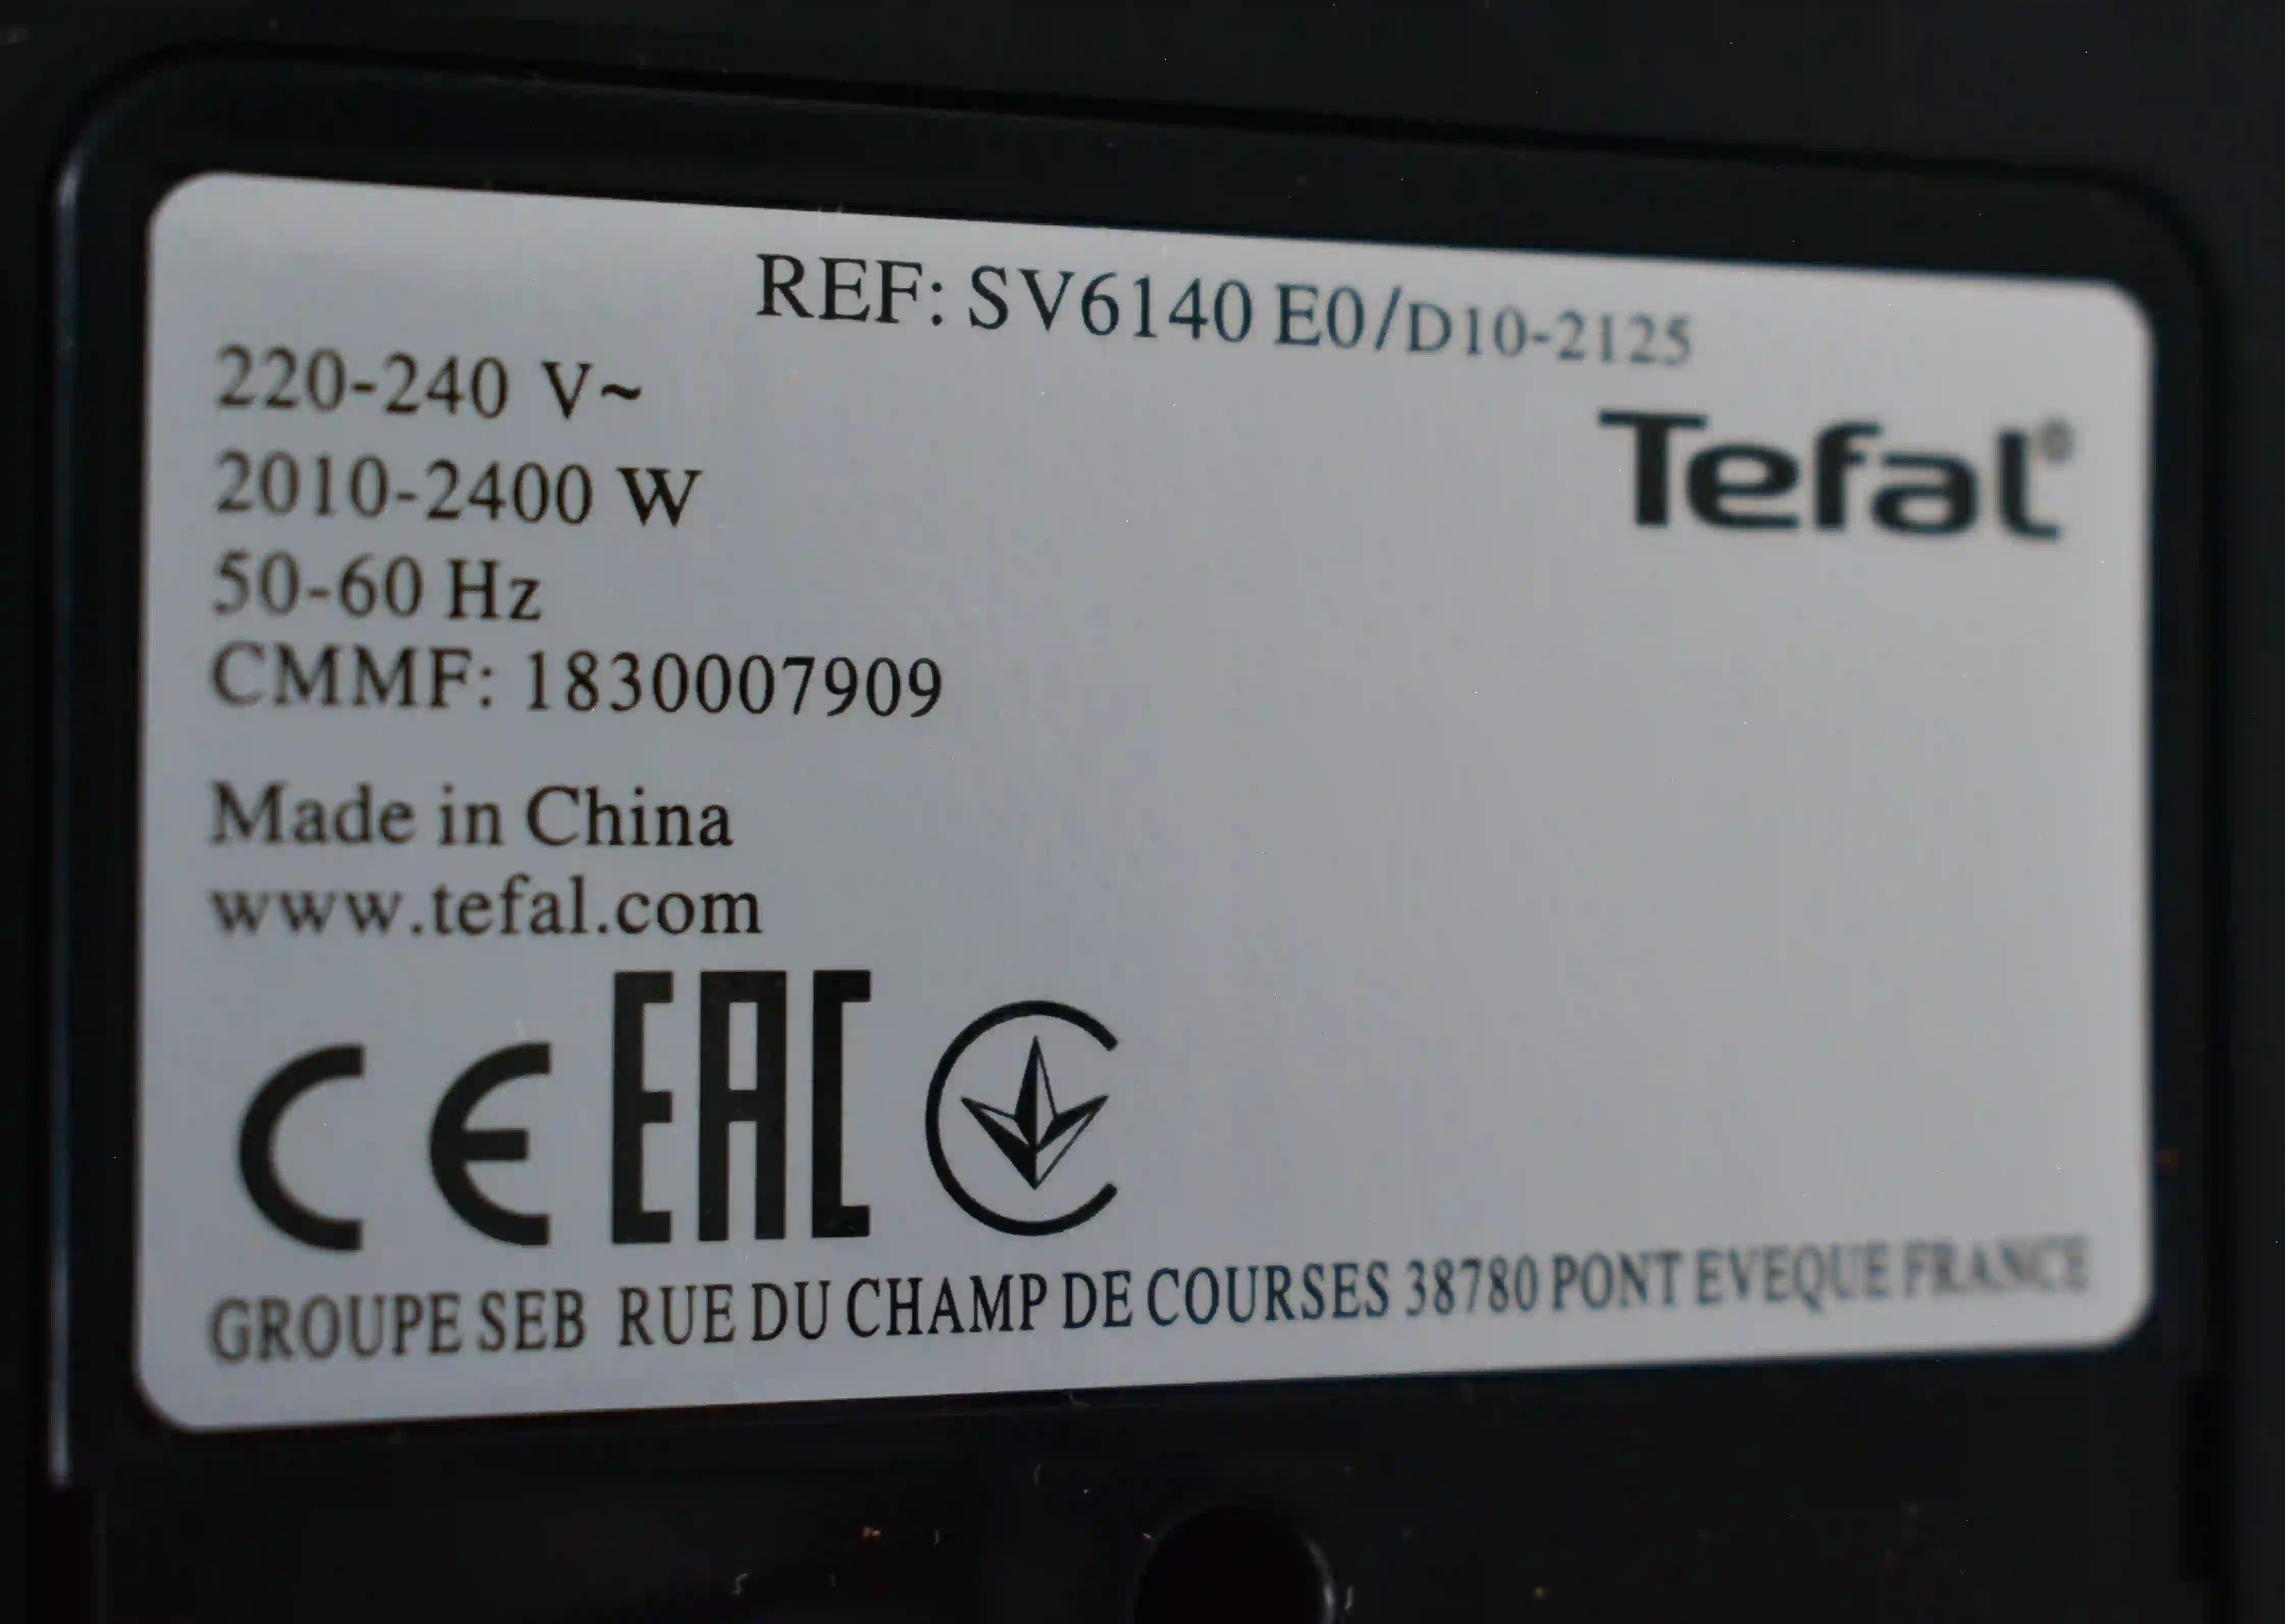 REF: SV6140 E0/D10-2125
220-240 V~
2010-2400 W
50-60 Hz
CMMF: 1830007909
Tefal®
Made in China
www.tefal.com
CE EAC
GROUPE SEB RUE DU CHAMP DE COURSES 38780 PONT EVEQUE FRANCE